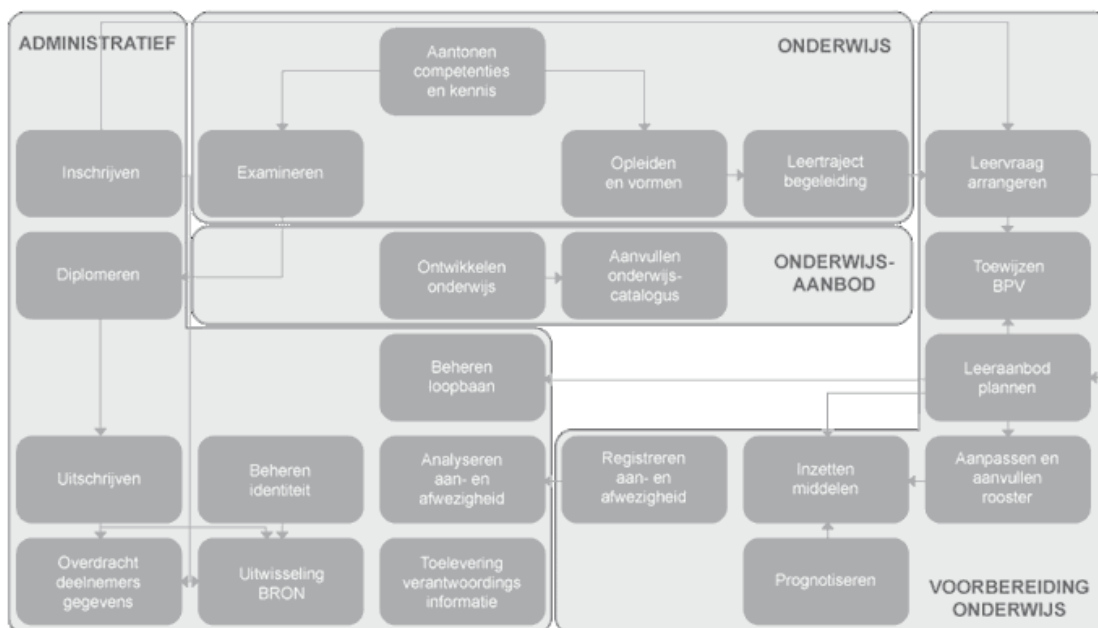 ADMINISTRATIEF
ONDERWIJS
Aantonen
competenties
en kennis
Inschrijven
Examineren
Opleiden
en vormen
Leertraject
begeleiding
Leervraag
arrangeren
Diplomeren
Ontwikkelen
onderwijs
Aanvullen
onderwijs-
catalogus
ONDERWIJS-
AANBOD
Toewijzen
BPV
Beheren
loopbaan
Leeraanbod
plannen
Uitschrijven
Beheren
identiteit
Analyseren
aan- en
afwezigheid
Registreren
aan- en
afwezigheid
Inzetten
middelen
Aanpassen en
aanvullen
rooster
Overdracht
deelnemers
gegevens
Uitwisseling
BRON
Toelevering
verantwoordings
informatie
Prognotiseren
VOORBEREIDING
ONDERWIJS